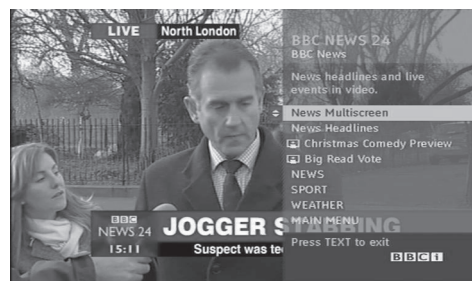 LIVE North London
BBC NEWS 24
BBC News
News headlines and live
events in video.
News Multiscreen
News Headlines
Christmas Comedy Preview
Big Read Vote
NEWS
SPORT
WEATHER
MAIN MENU
Press TEXT to exit
BBCi
BBC
NEWS 24
15:11
JOGGER STABBING
Suspect was